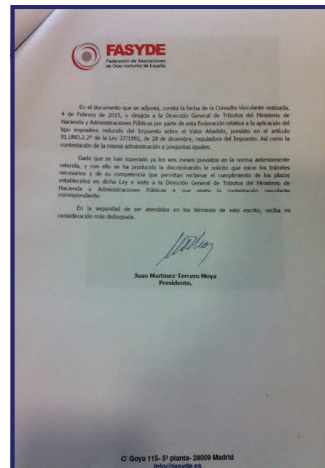 FASYDE
Federación de Asociaciones
de Ocio nocturno de España
En el documento que se adjunta, consta la fecha de la Consulta Vinculante realizada,
4 de Febrero de 2015, y dirigida a la Dirección General de Tributos del Ministerio de
Hacienda y Administraciones Públicas por parte de esta Federación relativa a la aplicación del
tipo impositivo reducido del Impuesto sobre el Valor Añadido, previsto en el artículo
91.UNO.2.2º de la Ley 37/1992, de 28 de diciembre, reguladora del Impuesto. Así como la
contestación de la misma administración a preguntas iguales.
Dado que se han superado ya los seis meses previstos en la norma anteriormente
referida, y con ello se ha producido la discriminación le solicito que inicie los trámites
necesarios y de su competencia que permitan reclamar el cumplimiento de los plazos
establecidos en dicha Ley e inste a la Dirección General de Tributos del Ministerio de
Hacienda y Administraciones Públicas a que emita la contestación vinculante
correspondiente.
En la seguridad de ser atendidos en los términos de este escrito, reciba mi
consideración más distinguida.
Juan Martínez-Tercero Moya
Presidente,
C/ Goya 115- 5ª planta- 28009 Madrid
info@fasyde.es